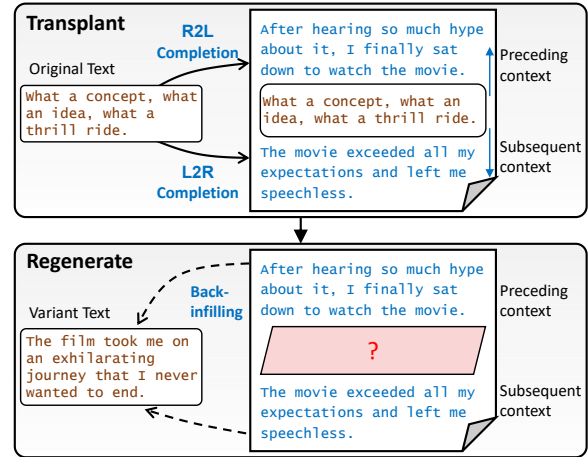 Transplant
R2L
Completion
Original Text
What a concept, what
an idea, what a
thrill ride.
L2R
Completion
After hearing so much hype
about it, I finally sat
down to watch the movie.
What a concept, what an
idea, what a thrill ride.
The movie exceeded all my
expectations and left me
speechless.
Preceding
context
Subsequent
context
Regenerate
Back-
infilling
Variant Text
The film took me on
an exhilarating
journey that I never
wanted to end.
After hearing so much hype
about it, I finally sat
down to watch the movie.
?
The movie exceeded all my
expectations and left me
speechless.
Preceding
context
Subsequent
context